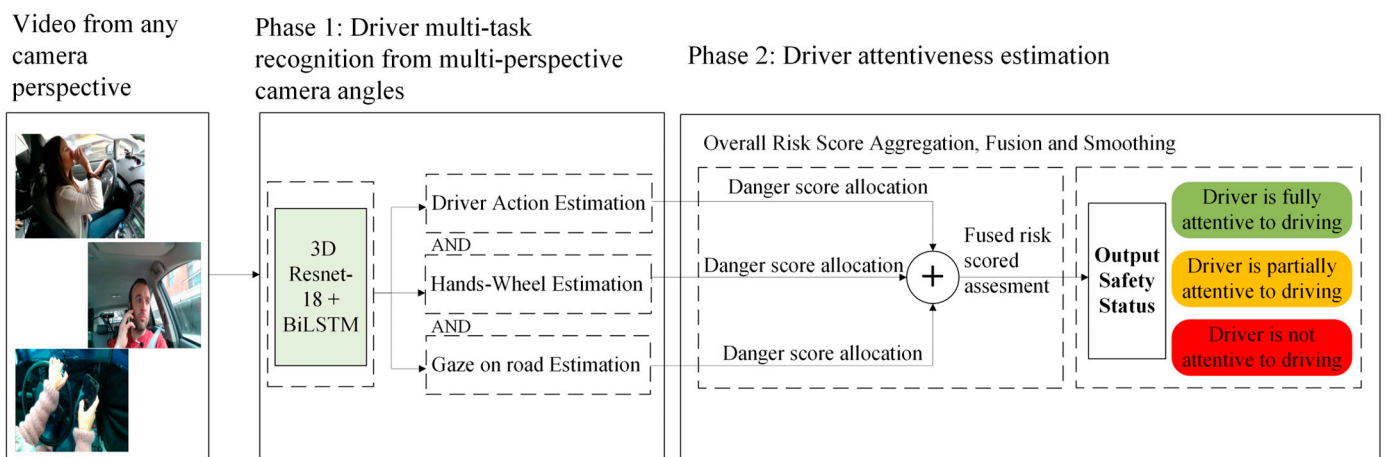 Video from any
camera
perspective
Phase 1: Driver multi-task
recognition from multi-perspective
camera angles
Phase 2: Driver attentiveness estimation
3D
Resnet-
18 +
BiLSTM
Driver Action Estimation
AND
Hands-Wheel Estimation
AND
Gaze on road Estimation
Overall Risk Score Aggregation, Fusion and Smoothing
Danger score allocation
Danger score allocation
Danger score allocation
+
Fused risk
scored
assesment
Output
Safety
Status
Driver is fully
attentive to driving
Driver is partially
attentive to driving
Driver is not
attentive to driving